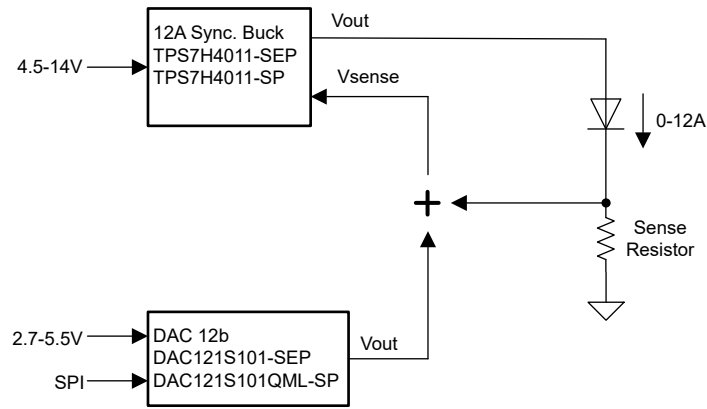 Vout
12A Sync. Buck
TPS7H4011-SEP
TPS7H4011-SP
4.5-14V
Vsense
0-12A
+
Sense
Resistor
2.7-5.5V
DAC 12b
DAC121S101-SEP
DAC121S101QML-SP
Vout
SPI